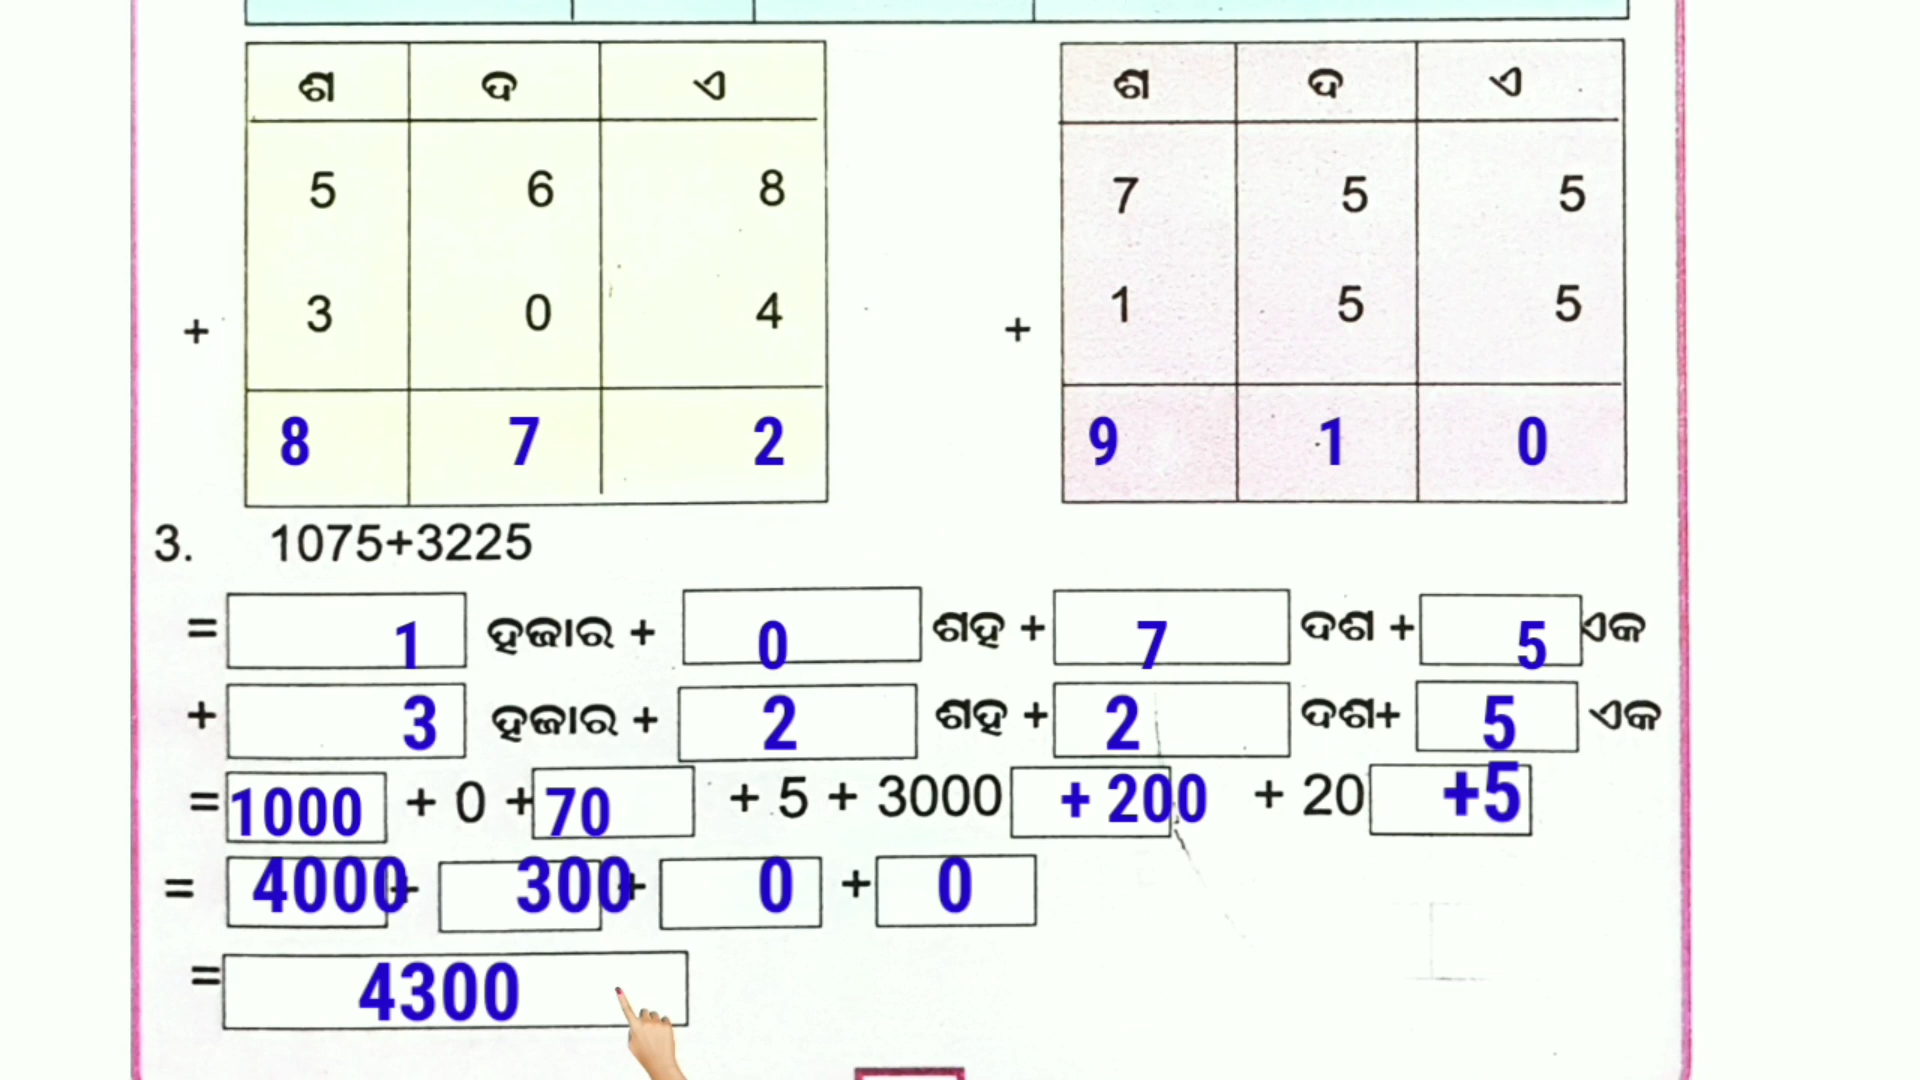 ଶ ଦ ଏ
5 6 8
+ 3 0 4
8 7 2
ଶ ଦ ଏ
7 5 5
+ 1 5 5
9 1 0
3. 1075+3225
= 1 ହଜାର + 0 ଶହ + 7 ଦଶ + 5 ଏକ
+ 3 ହଜାର + 2 ଶହ + 2 ଦଶ+ 5 ଏକ
= 1000 + 0 + 70 + 5 + 3000 + 200 + 20 +5
= 4000 + 300 + 0 + 0
= 4300